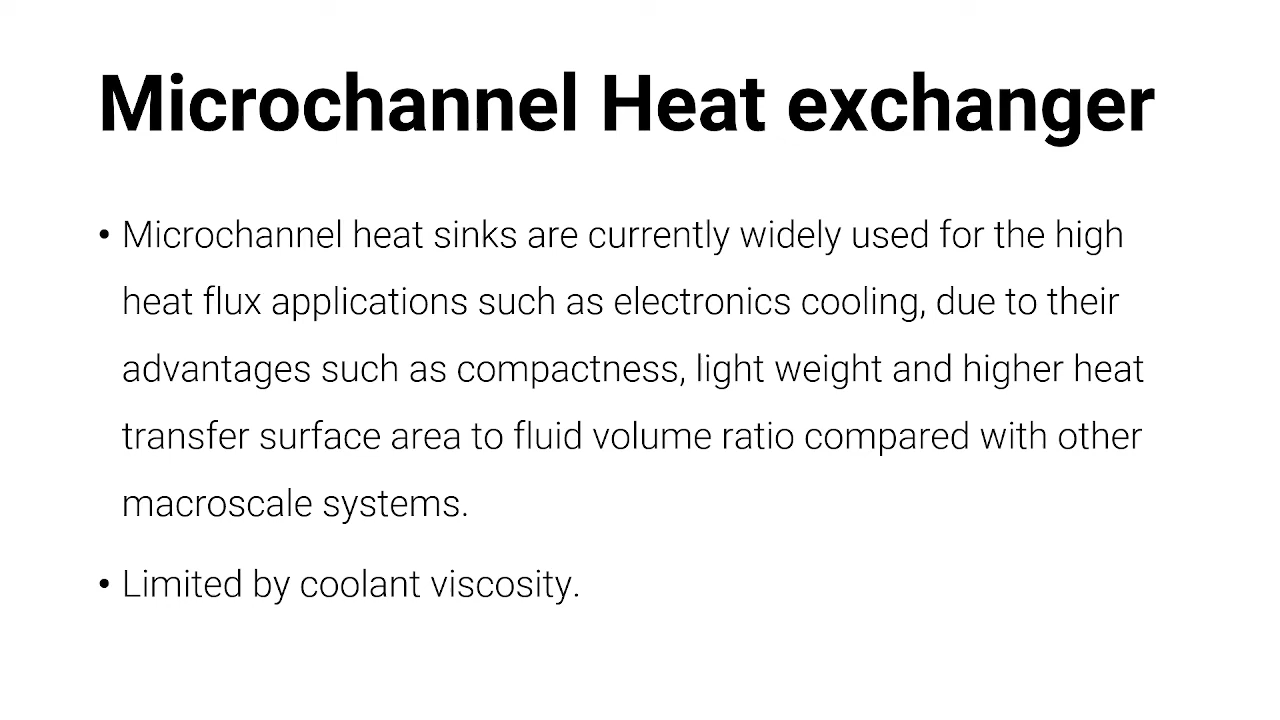 Microchannel Heat exchanger
• Microchannel heat sinks are currently widely used for the high
heat flux applications such as electronics cooling, due to their
advantages such as compactness, light weight and higher heat
transfer surface area to fluid volume ratio compared with other
macroscale systems.
• Limited by coolant viscosity.